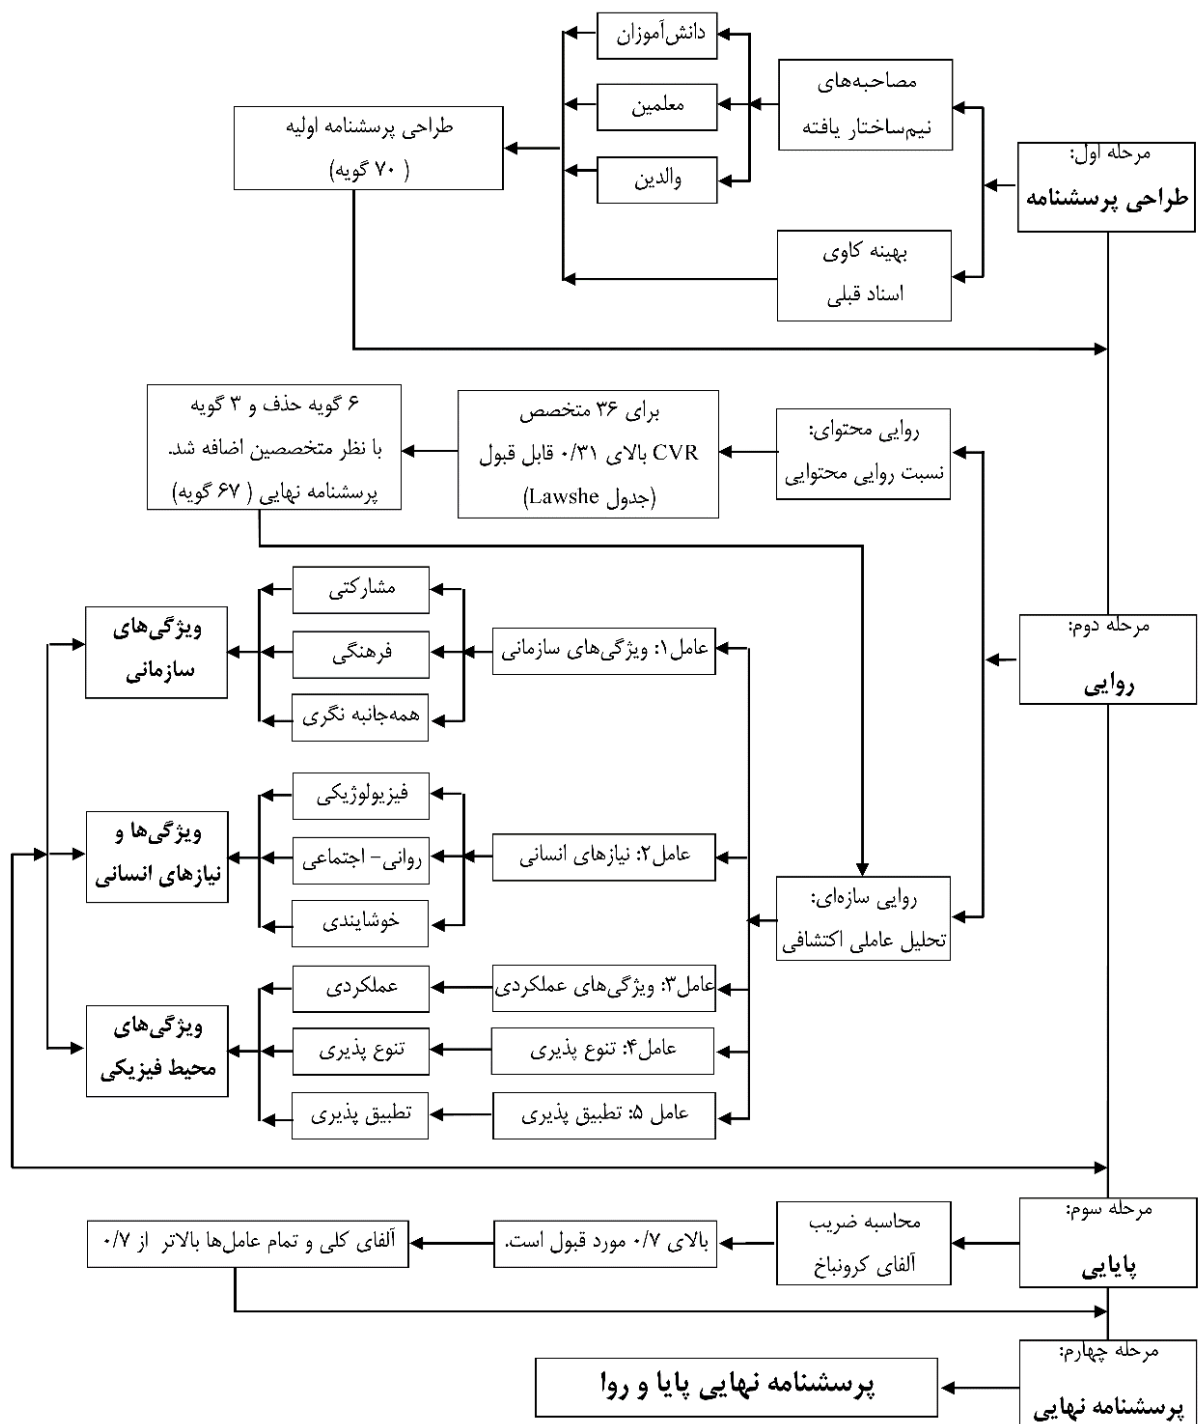 مرحله اول:
طراحی پرسشنامه
مصاحبه‌های
نیم‌ساختار یافته
بهینه کاوی
اسناد قبلی
دانش‌آموزان
معلمین
والدین
طراحی پرسشنامه اولیه
( ۷۰ گویه)
مرحله دوم:
روایی
روایی محتوای:
نسبت روایی محتوایی
برای ۳۶ متخصص
CVR بالای ۰/۳۱ قابل قبول
(جدول Lawshe)
۶ گویه حذف و ۳ گویه
با نظر متخصصین اضافه شد.
پرسشنامه نهایی ( ۶۷ گویه)
روایی سازه‌ای:
تحلیل عاملی اکتشافی
عامل۱: ویژگی‌های سازمانی
مشارکتی
فرهنگی
همه‌جانبه نگری
ویژگی‌های
سازمانی
عامل۲: نیازهای انسانی
فیزیولوژیکی
روانی- اجتماعی
خوشایندی
ویژگی‌ها و
نیازهای انسانی
عامل۳: ویژگی‌های عملکردی
عملکردی
عامل۴: تنوع پذیری
تنوع پذیری
عامل ۵: تطبیق پذیری
تطبیق پذیری
ویژگی‌های
محیط فیزیکی
مرحله سوم:
پایایی
محاسبه ضریب
آلفای کرونباخ
بالای ۰/۷ مورد قبول است.
آلفای کلی و تمام عامل‌ها بالاتر از ۰/۷
مرحله چهارم:
پرسشنامه نهایی
پرسشنامه نهایی پایا و روا